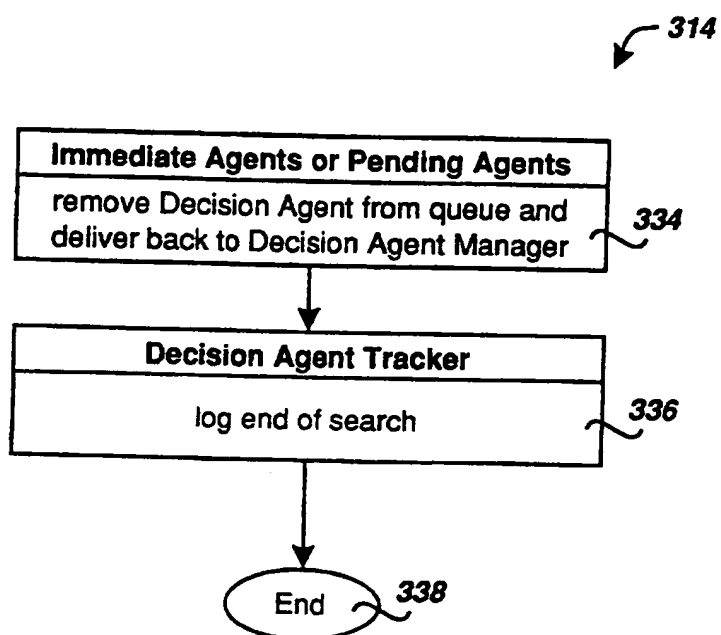 314
Immediate Agents or Pending Agents
remove Decision Agent from queue and
deliver back to Decision Agent Manager
334
Decision Agent Tracker
log end of search
336
End
338